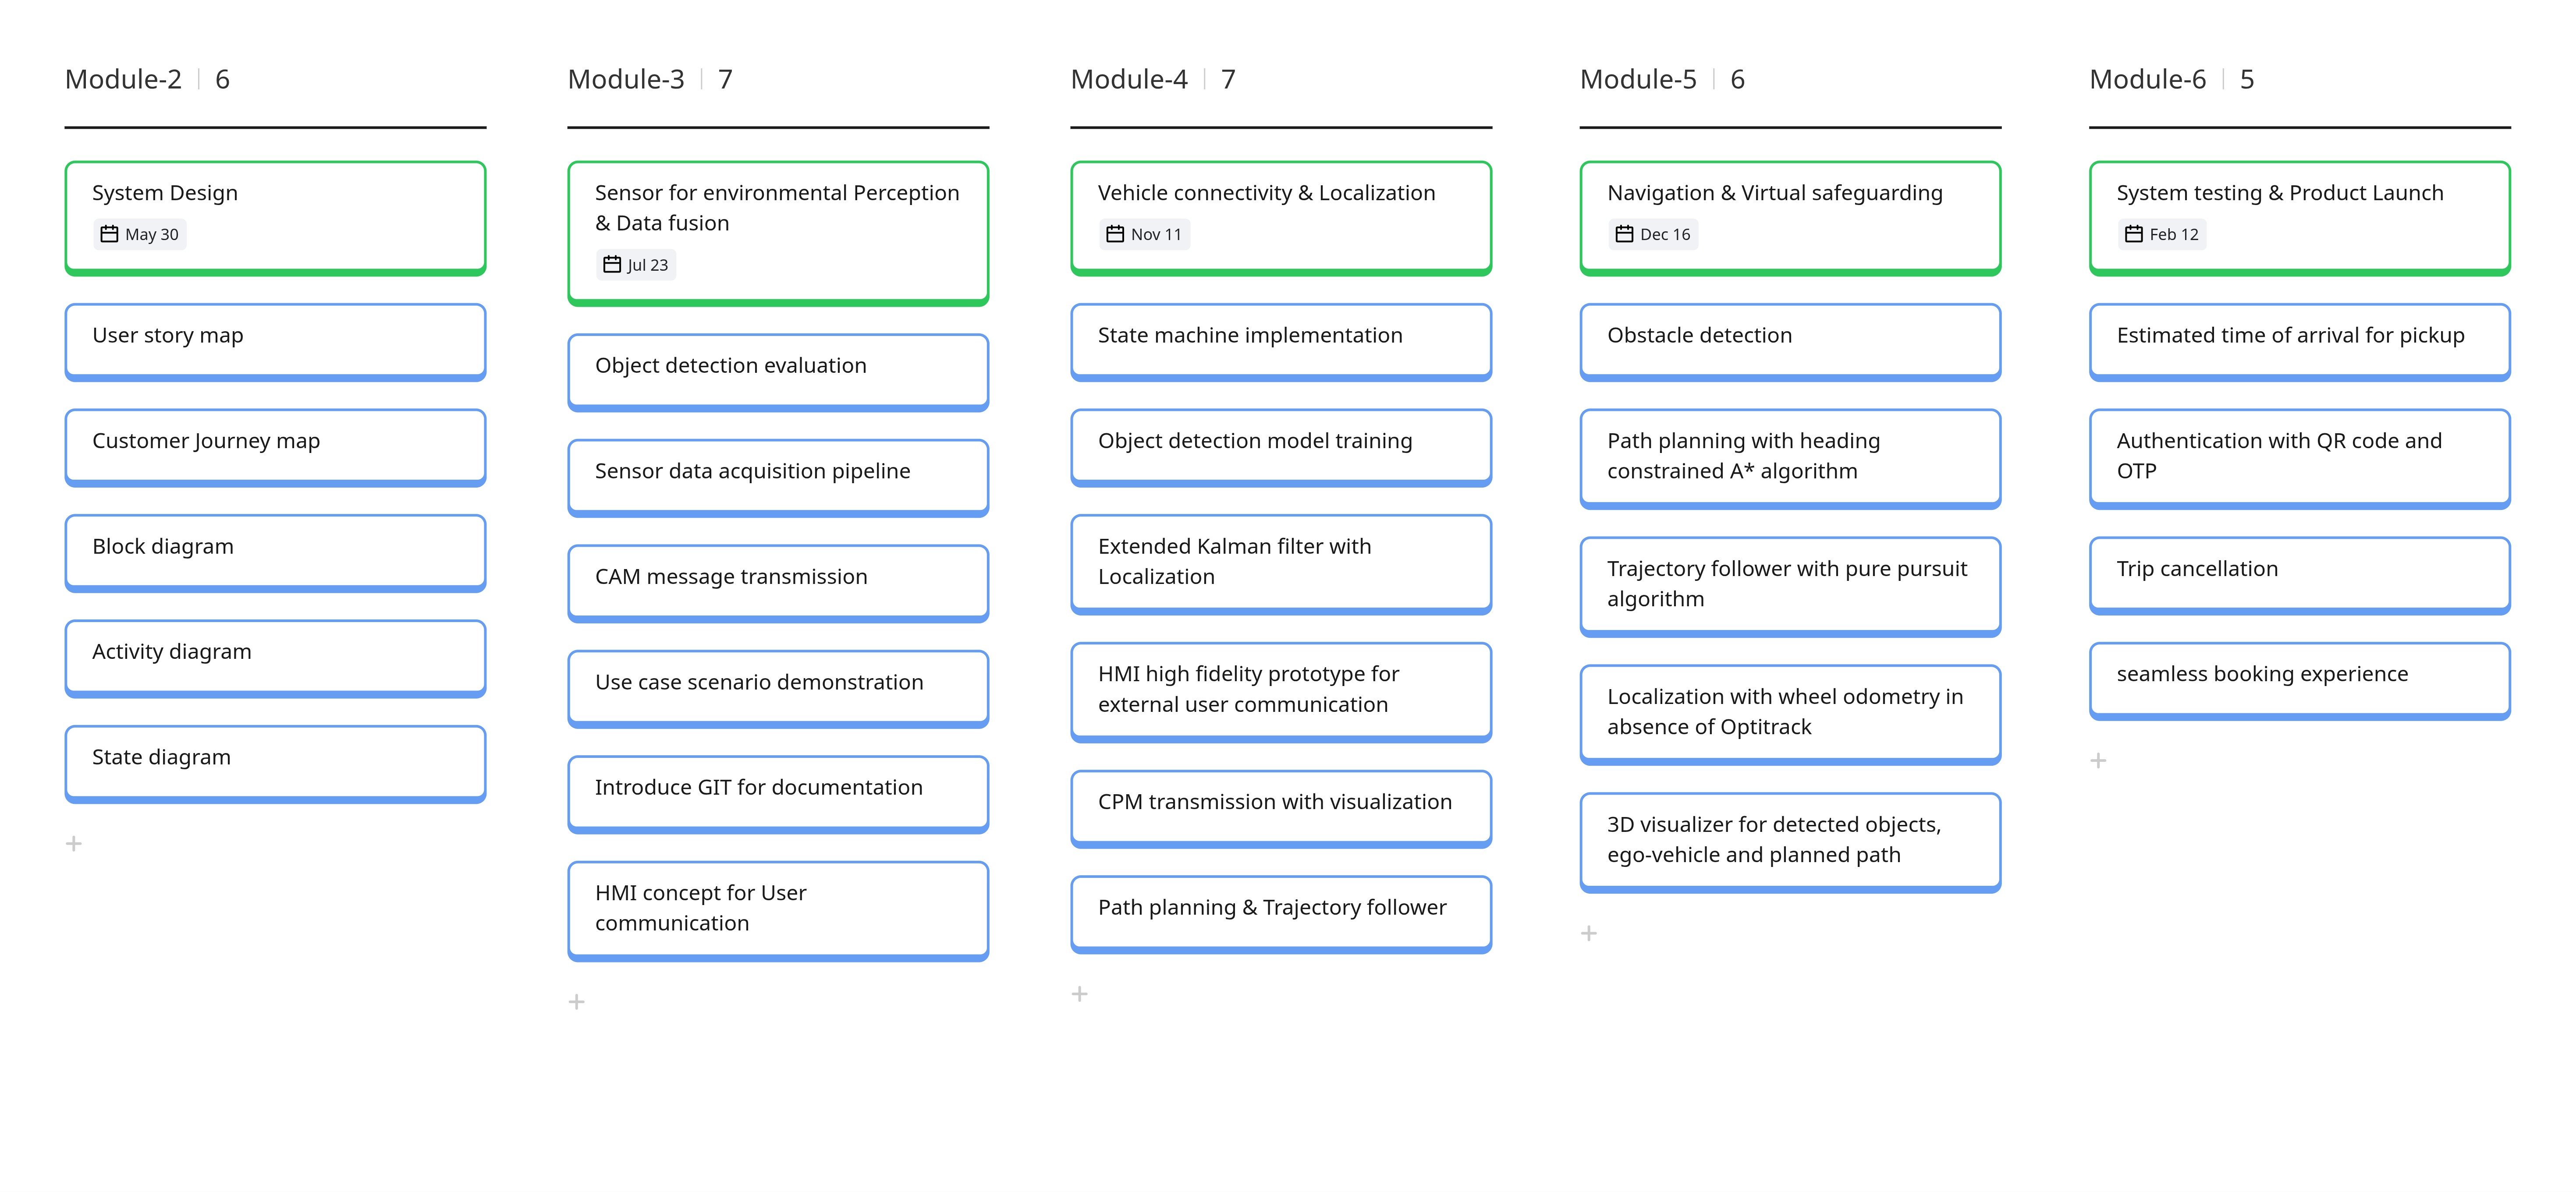 Module-2 | 6
System Design
May 30
User story map
Customer Journey map
Block diagram
Activity diagram
State diagram
+
Module-3 | 7
Sensor for environmental Perception
& Data fusion
Jul 23
Object detection evaluation
Sensor data acquisition pipeline
CAM message transmission
Use case scenario demonstration
Introduce GIT for documentation
HMI concept for User
communication
+
Module-4 | 7
Vehicle connectivity & Localization
Nov 11
State machine implementation
Object detection model training
Extended Kalman filter with
Localization
HMI high fidelity prototype for
external user communication
CPM transmission with visualization
Path planning & Trajectory follower
+
Module-5 | 6
Navigation & Virtual safeguarding
Dec 16
Obstacle detection
Path planning with heading
constrained A* algorithm
Trajectory follower with pure pursuit
algorithm
Localization with wheel odometry in
absence of Optitrack
3D visualizer for detected objects,
ego-vehicle and planned path
+
Module-6 | 5
System testing & Product Launch
Feb 12
Estimated time of arrival for pickup
Authentication with QR code and
OTP
Trip cancellation
seamless booking experience
+